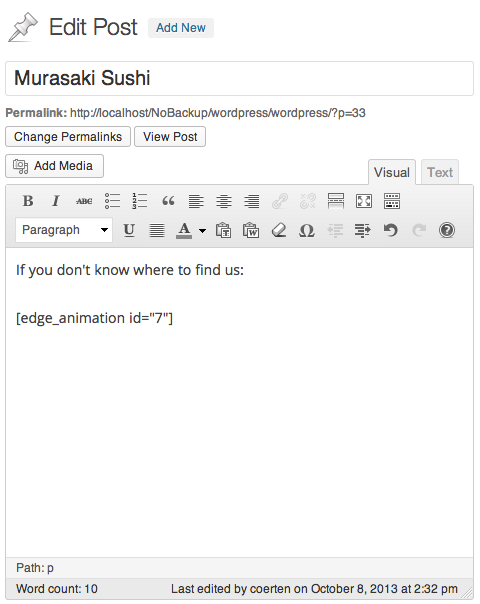 Edit Post Add New
Murasaki Sushi
Permalink: http://localhost/NoBackup/wordpress/wordpress/?p=33
Change Permalinks View Post
Add Media
Visual Text
B I ABC
Paragraph U A T W Ω ?
If you don't know where to find us:
[edge_animation id="7"]
Path: p
Word count: 10 Last edited by coerten on October 8, 2013 at 2:32 pm